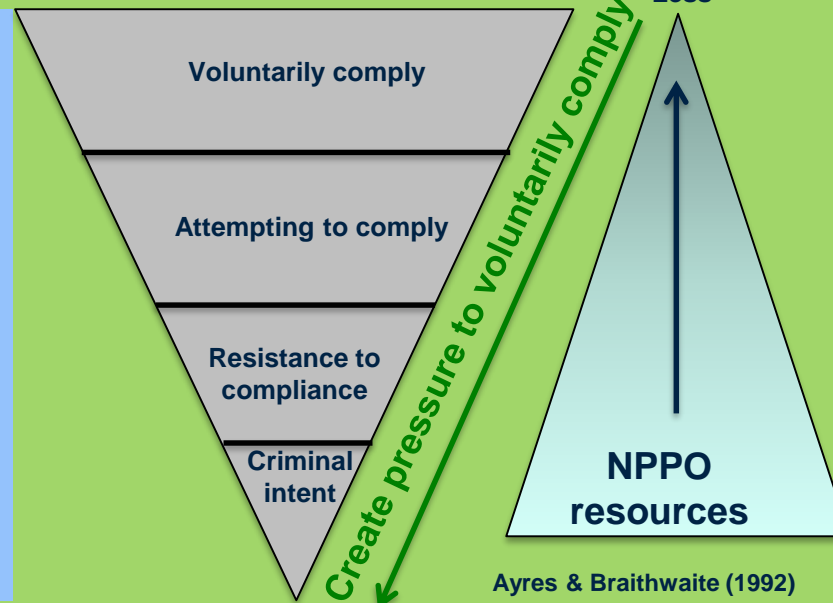 Voluntarily comply
Attempting to comply
Resistance to
compliance
Criminal
intent
Create pressure to voluntarily comply
NPPO
resources
Ayres & Braithwaite (1992)